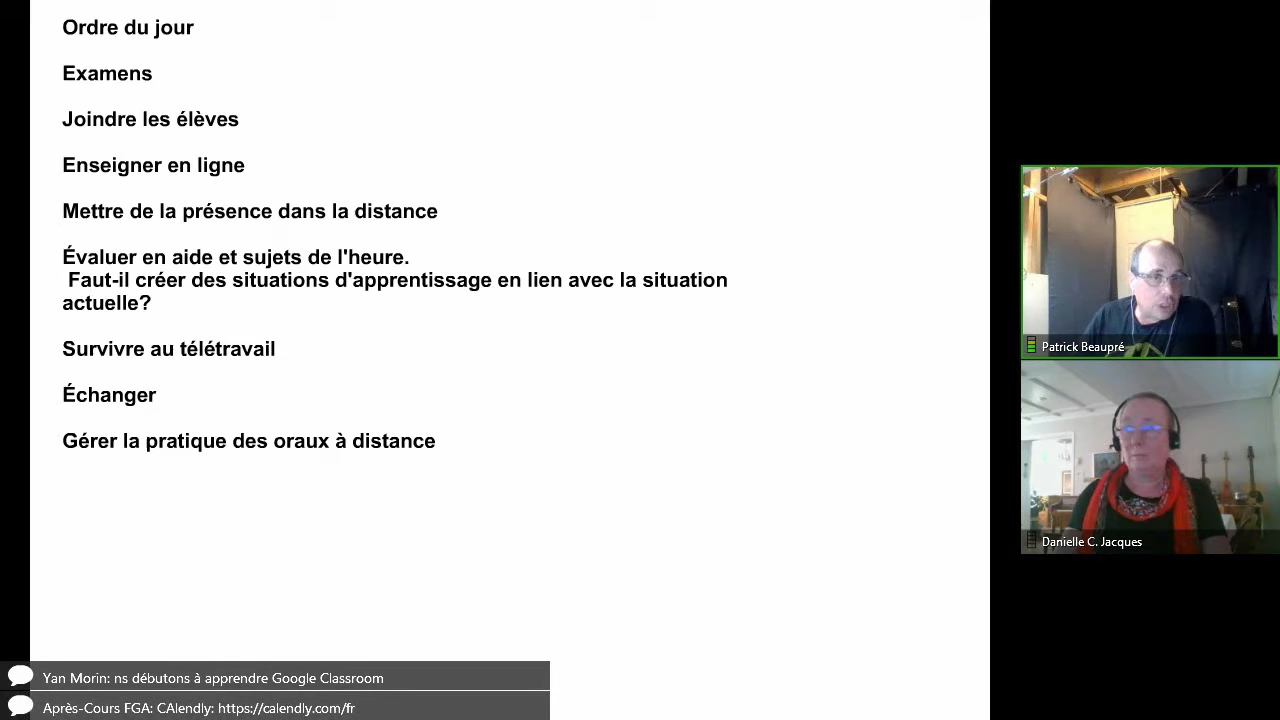 Ordre du jour
Examens
Joindre les élèves
Enseigner en ligne
Mettre de la présence dans la distance
Évaluer en aide et sujets de l'heure.
Faut-il créer des situations d'apprentissage en lien avec la situation
actuelle?
Survivre au télétravail
Échanger
Gérer la pratique des oraux à distance
Patrick Beaupré
Danielle C. Jacques
Yan Morin: ns débutons à apprendre Google Classroom
Après-Cours FGA: CAlendly: https://calendly.com/fr